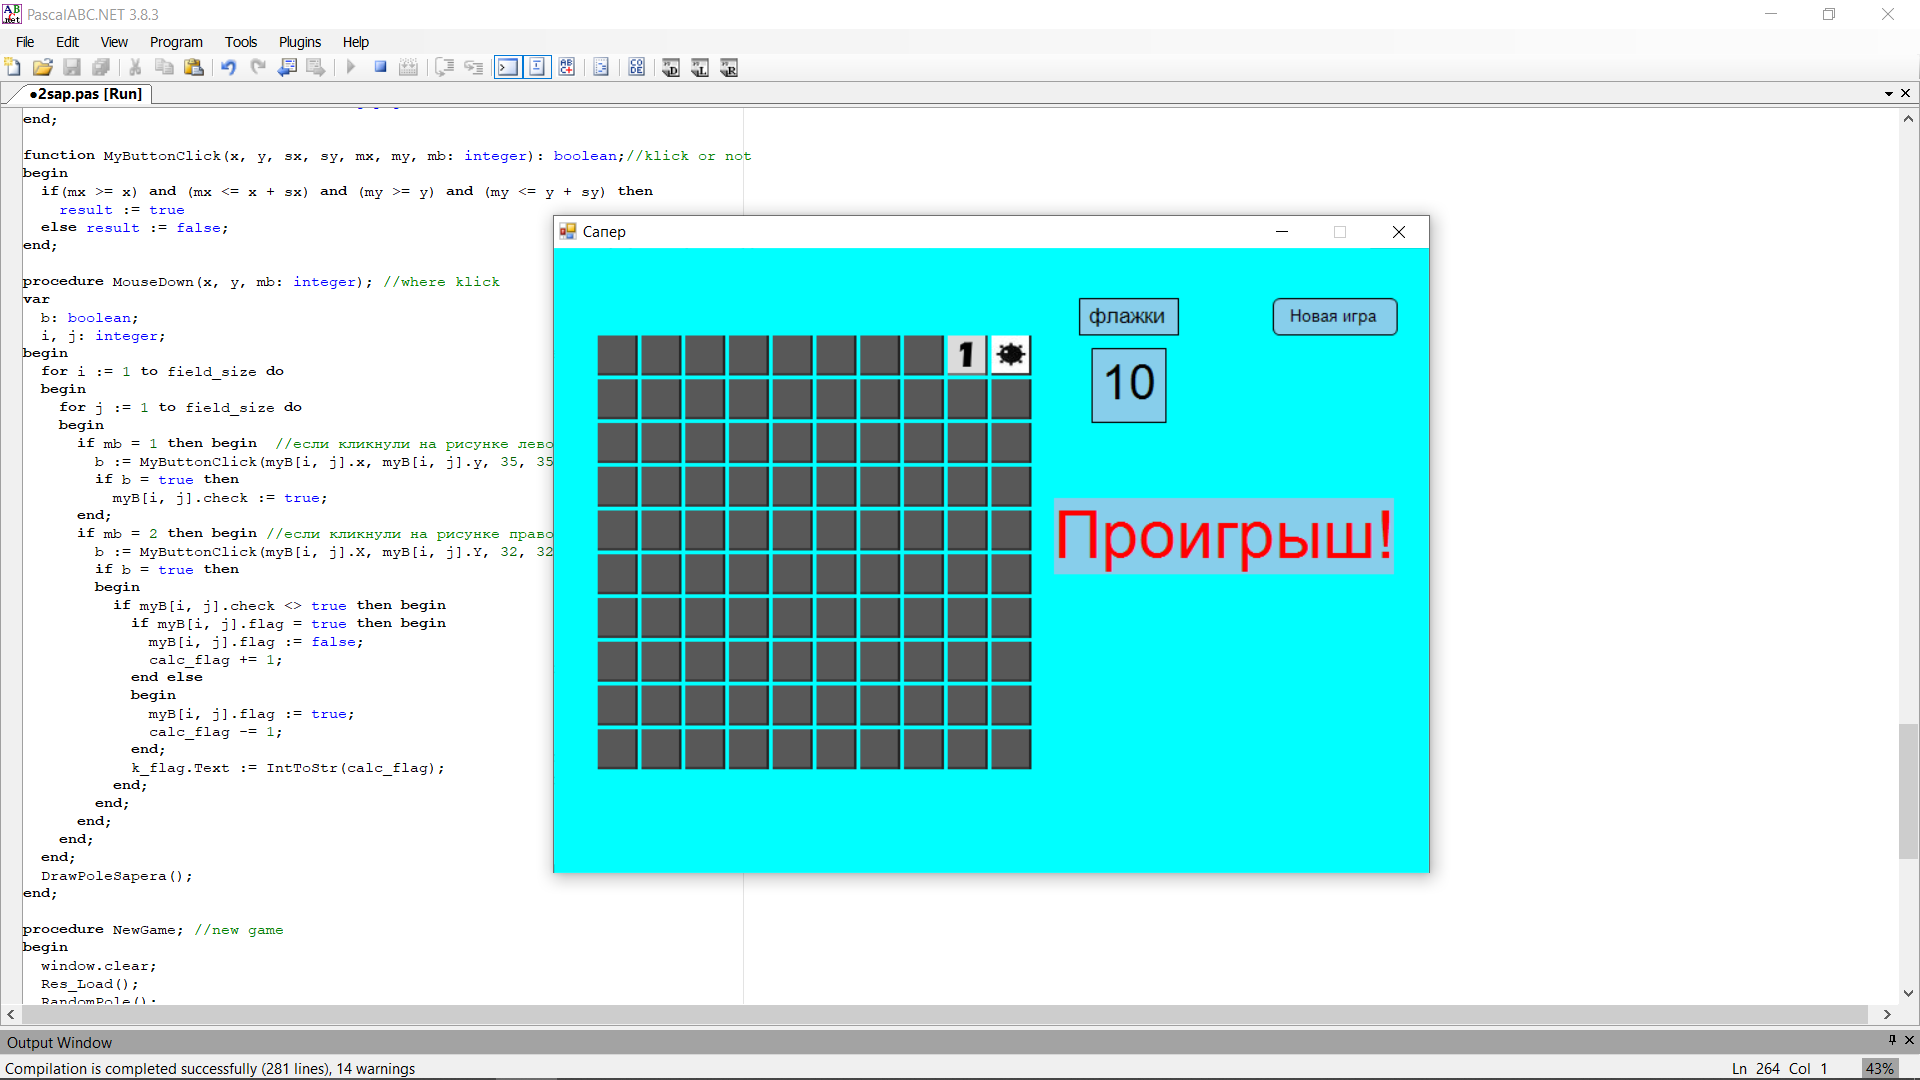 PascalABC.NET 3.8.3
File Edit View Program Tools Plugins Help
●2sap.pas [Run]
end;
function MyButtonClick(x, y, sx, sy, mx, my, mb: integer): boolean;//klick or not
begin
if(mx >= x) and (mx <= x + sx) and (my >= y) and (my <= y + sy) then
result := true
else result := false;
end;
procedure MouseDown(x, y, mb: integer); //where klick
var
b: boolean;
i, j: integer;
begin
for i := 1 to field_size do
begin
for j := 1 to field_size do
begin
if mb = 1 then begin //если кликнули на рисунке лево
b := MyButtonClick(myB[i, j].x, myB[i, j].y, 35, 35
if b = true then
myB[i, j].check := true;
end;
if mb = 2 then begin //если кликнули на рисунке право
b := MyButtonClick(myB[i, j].X, myB[i, j].Y, 32, 32
if b = true then
begin
if myB[i, j].check <> true then begin
if myB[i, j].flag = true then begin
myB[i, j].flag := false;
calc_flag += 1;
end else
begin
myB[i, j].flag := true;
calc_flag -= 1;
end;
k_flag.Text := IntToStr(calc_flag);
end;
end;
end;
end;
end;
DrawPoleSapera();
end;
procedure NewGame; //new game
begin
window.clear;
Res_Load();
RandomPole();
Сапер
флажки
Новая игра
1
10
Проигрыш!
Output Window
Compilation is completed successfully (281 lines), 14 warnings
Ln 264 Col 1
43%